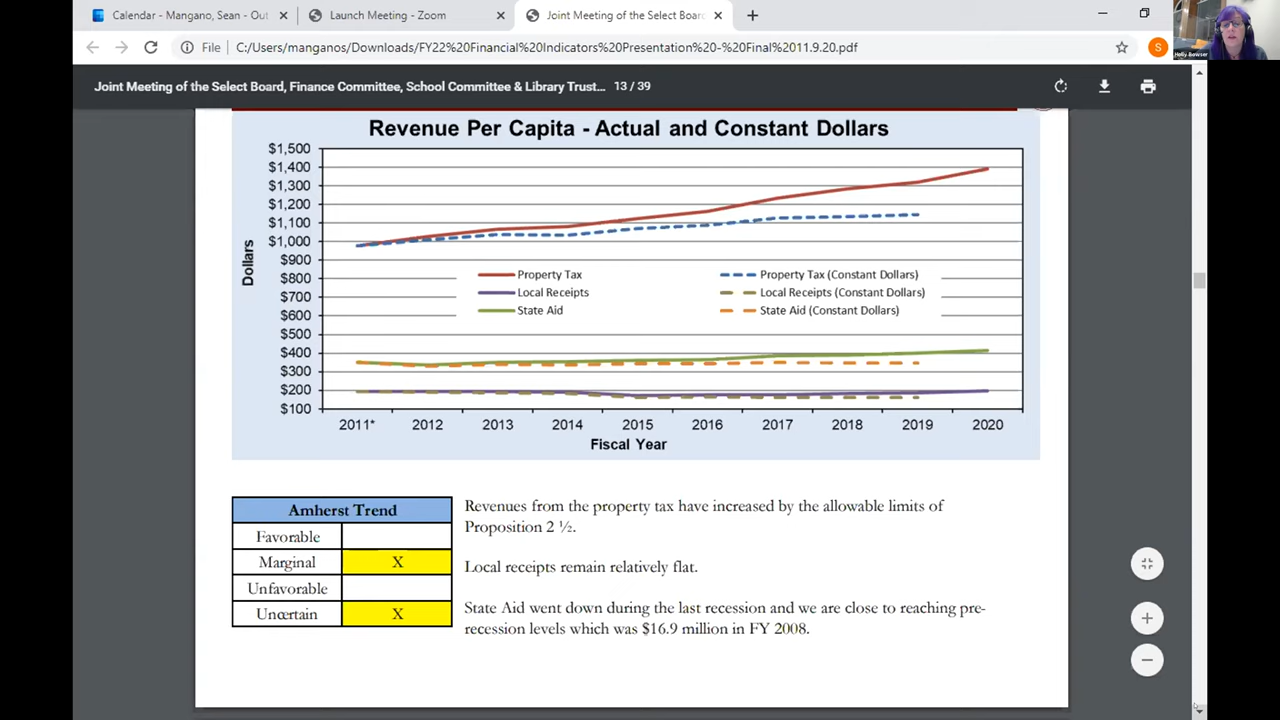 Calendar - Mangano, Sean - Out
Launch Meeting - Zoom
Joint Meeting of the Select Board
File
C:/Users/manganos/Downloads/FY22%20Financial%20Indicators%20Presentation%20-%20Final%2011.9.20.pdf
S
Holly Bowser
Joint Meeting of the Select Board, Finance Committee, School Committee & Library Trust...
13 / 39
Revenue Per Capita - Actual and Constant Dollars
$1,500
$1,400
$1,300
$1,200
$1,100
$1,000
$900
$800
$700
$600
$500
$400
$300
$200
$100
Dollars
Property Tax
Property Tax (Constant Dollars)
Local Receipts
Local Receipts (Constant Dollars)
State Aid
State Aid (Constant Dollars)
2011* 2012 2013 2014 2015 2016 2017 2018 2019 2020
Fiscal Year
Amherst Trend
Favorable
Marginal X
Unfavorable
Uncertain X
Revenues from the property tax have increased by the allowable limits of
Proposition 2 ½.
Local receipts remain relatively flat.
State Aid went down during the last recession and we are close to reaching pre-
recession levels which was $16.9 million in FY 2008.